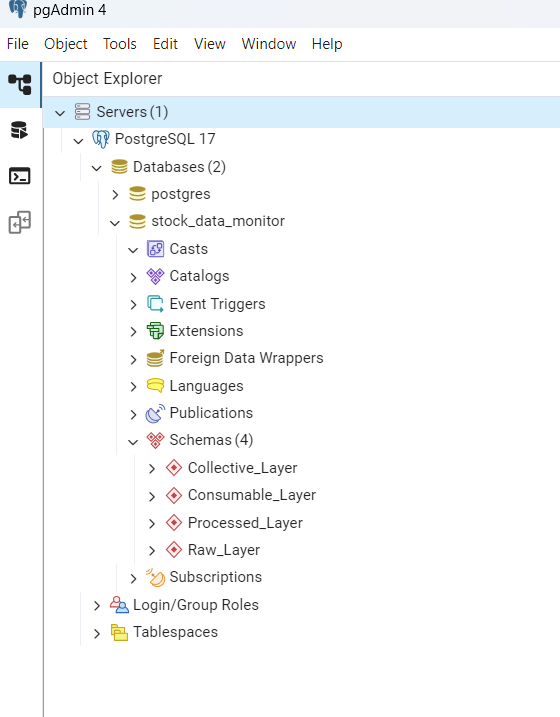 pgAdmin 4
File Object Tools Edit View Window Help
Object Explorer
Servers (1)
PostgreSQL 17
Databases (2)
postgres
stock_data_monitor
Casts
Catalogs
Event Triggers
Extensions
Foreign Data Wrappers
Languages
Publications
Schemas (4)
Collective_Layer
Consumable_Layer
Processed_Layer
Raw_Layer
Subscriptions
Login/Group Roles
Tablespaces